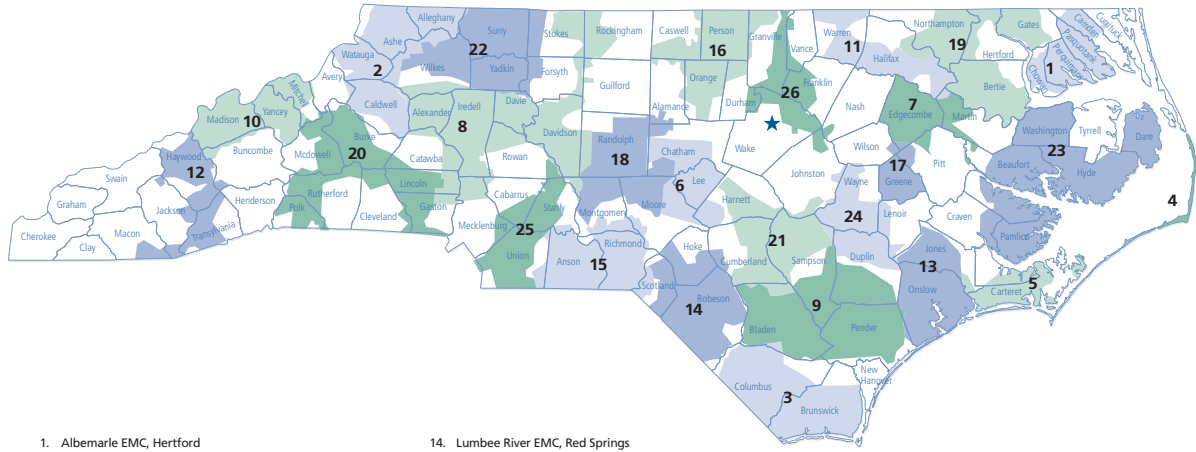 Alleghany
Surry
Ashe
22
Stokes
Rockingham
Caswell
Person
16
Granville
Vance
Warren
11
Northampton
19
Gates
Camden
Currituck
Pasquotank
Perquimans
Chowan
1
Watauga
2
Wilkes
Yadkin
Forsyth
Guilford
Orange
Durham
Franklin
26
Halifax
Hertford
Bertie
Avery
Mitchell
Caldwell
Alexander
Iredell
Davie
8
Alamance
Nash
7
Edgecombe
Martin
Madison
10
Yancey
Burke
Davidson
Randolph
18
Chatham
Wake
Wilson
Washington
Tyrrell
Dare
23
Haywood
12
Buncombe
Mcdowell
20
Catawba
Rowan
17
Pitt
Beaufort
Hyde
Swain
Johnston
Greene
Wayne
Lee
6
Rutherford
Lincoln
Cabarrus
Stanly
Montgomery
Moore
Harnett
Graham
Jackson
Henderson
Polk
Cleveland
Gaston
Mecklenburg
25
24
Lenoir
Craven
4
Cherokee
Macon
Clay
Transylvania
Union
Anson
15
Richmond
Hoke
21
Cumberland
Sampson
Duplin
Jones
13
Pamlico
Scotland
Robeson
14
Onslow
Carteret
5
9
Bladen
Pender
Columbus
3
Brunswick
New
Hanover
1. Albemarle EMC, Hertford
14. Lumbee River EMC, Red Springs